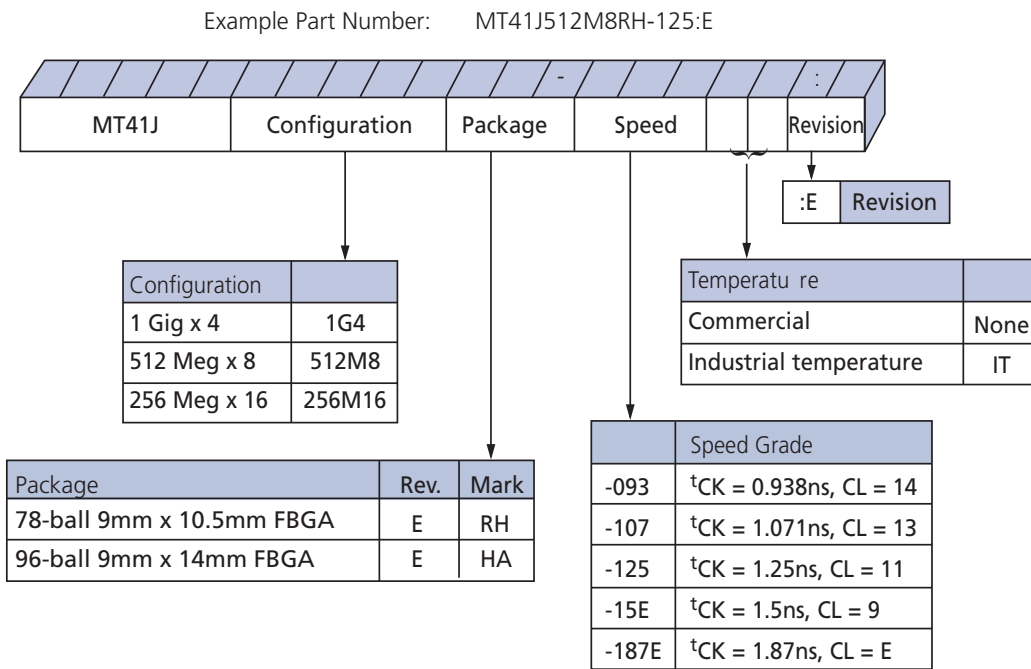 Example Part Number: MT41J512M8RH-125:E
- :
MT41J Configuration Package Speed Revision
:E Revision
Configuration
1 Gig x 4 1G4
512 Meg x 8 512M8
256 Meg x 16 256M16
Temperatu re
Commercial None
Industrial temperature IT
Package Rev. Mark
78-ball 9mm x 10.5mm FBGA E RH
96-ball 9mm x 14mm FBGA E HA
Speed Grade
-093 tCK = 0.938ns, CL = 14
-107 tCK = 1.071ns, CL = 13
-125 tCK = 1.25ns, CL = 11
-15E tCK = 1.5ns, CL = 9
-187E tCK = 1.87ns, CL = E